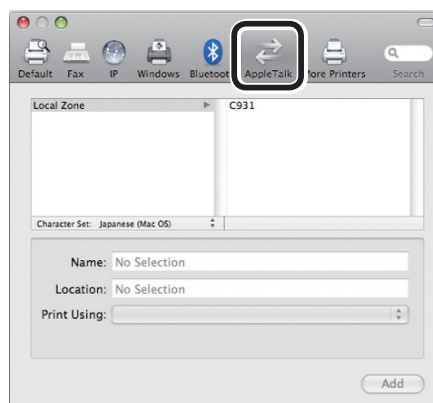 Default Fax IP Windows Bluetoot AppleTalk ore Printers Search
Local Zone C931
Character Set: Japanese (Mac OS)
Name: No Selection
Location: No Selection
Print Using:
Add